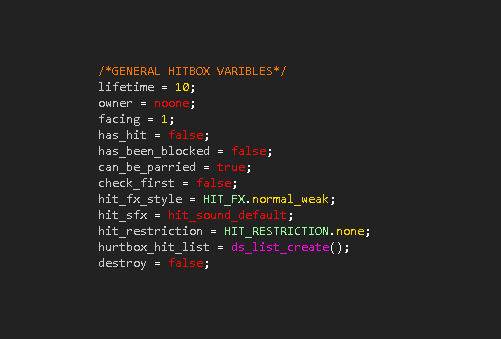 /*GENERAL HITBOX VARIBLES*/
lifetime = 10;
owner = noone;
facing = 1;
has_hit = false;
has_been_blocked = false;
can_be_parried = true;
check_first = false;
hit_fx_style = HIT_FX.normal_weak;
hit_sfx = hit_sound_default;
hit_restriction = HIT_RESTRICTION.none;
hurtbox_hit_list = ds_list_create();
destroy = false;